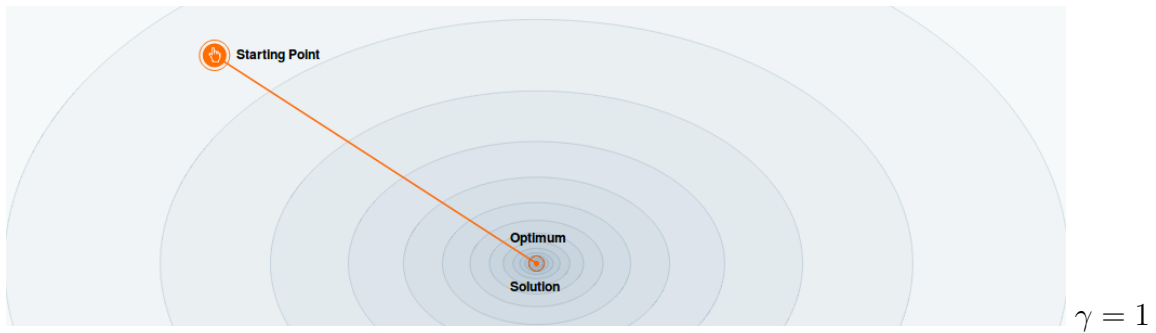 Starting Point
Optimum
Solution
γ = 1